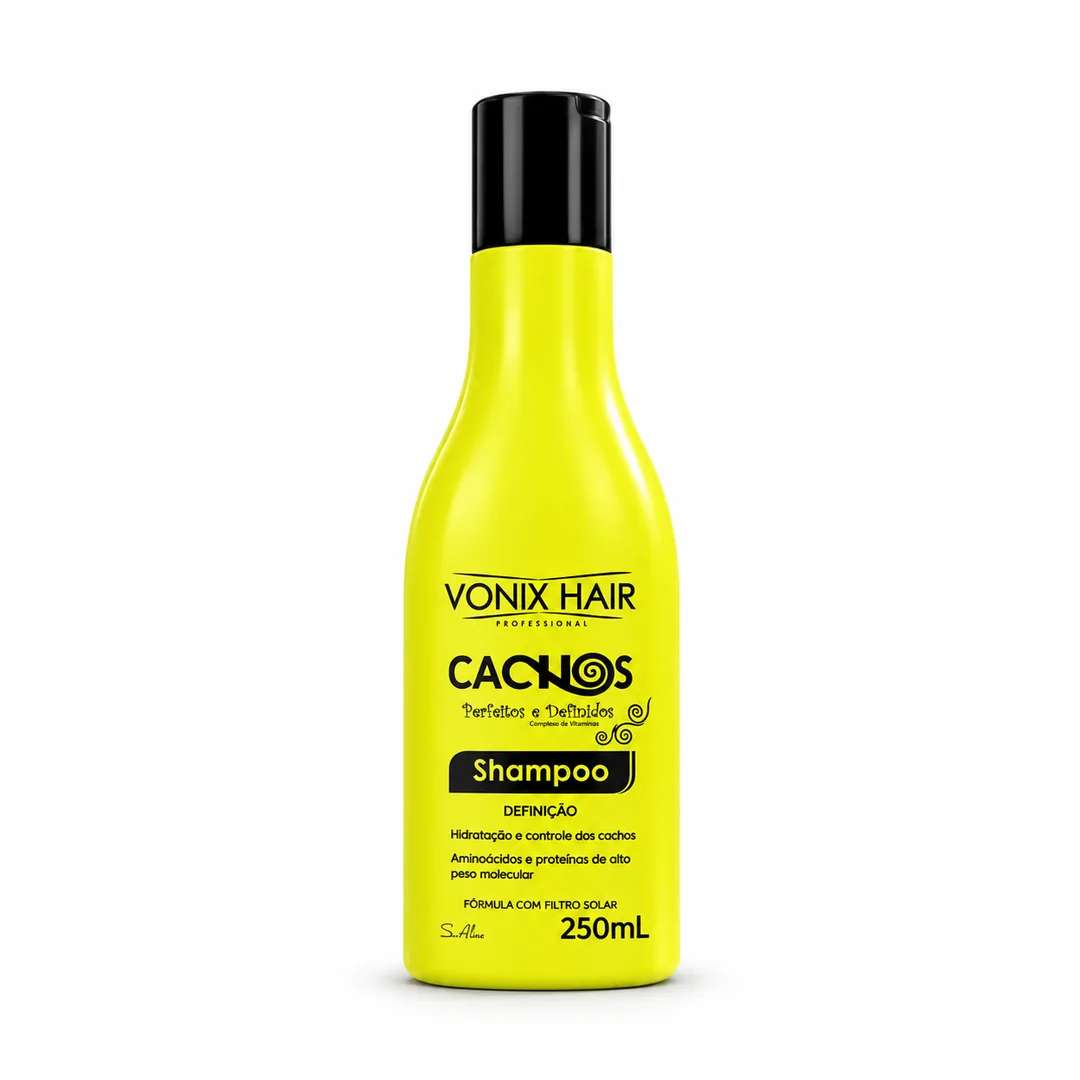 VONIX HAIR
PROFESSIONAL
CACHOS
Perfeitos e Definidos
Complexo de Vitaminas
Shampoo
DEFINIÇÃO
Hidratação e controle dos cachos
Aminoácidos e proteínas de alto
peso molecular
FÓRMULA COM FILTRO SOLAR
250mL